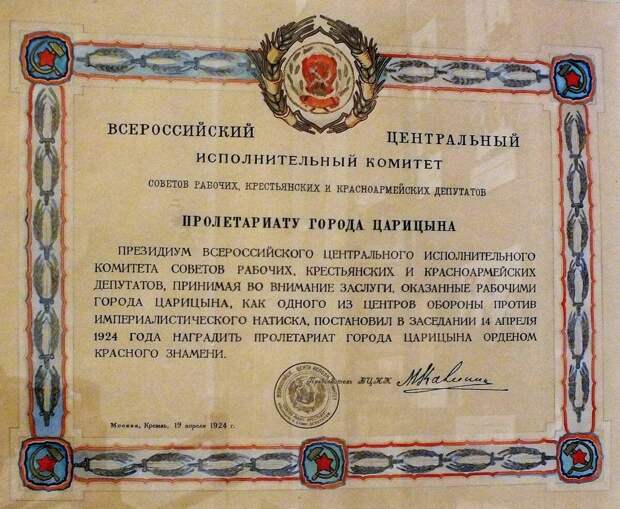 ВСЕРОССИЙСКИЙ ЦЕНТРАЛЬНЫЙ
ИСПОЛНИТЕЛЬНЫЙ КОМИТЕТ
СОВЕТОВ РАБОЧИХ, КРЕСТЬЯНСКИХ И КРАСНОАРМЕЙСКИХ ДЕПУТАТОВ
ПРОЛЕТАРИАТУ ГОРОДА ЦАРИЦЫНА
ПРЕЗИДИУМ ВСЕРОССИЙСКОГО ЦЕНТРАЛЬНОГО ИСПОЛНИТЕЛЬНОГО
КОМИТЕТА СОВЕТОВ РАБОЧИХ, КРЕСТЬЯНСКИХ И КРАСНОАРМЕЙСКИХ
ДЕПУТАТОВ, ПРИНИМАЯ ВО ВНИМАНИЕ ЗАСЛУГИ, ОКАЗАННЫЕ РАБОЧИМИ
ГОРОДА ЦАРИЦЫНА, КАК ОДНОГО ИЗ ЦЕНТРОВ ОБОРОНЫ ПРОТИВ
ИМПЕРИАЛИСТИЧЕСКОГО НАТИСКА, ПОСТАНОВИЛ В ЗАСЕДАНИИ 14 АПРЕЛЯ
1924 ГОДА НАГРАДИТЬ ПРОЛЕТАРИАТ ГОРОДА ЦАРИЦЫНА ОРДЕНОМ
КРАСНОГО ЗНАМЕНИ.
Председатель ВЦИК М Калинин
Москва, Кремль, 19 апреля 1924 г.